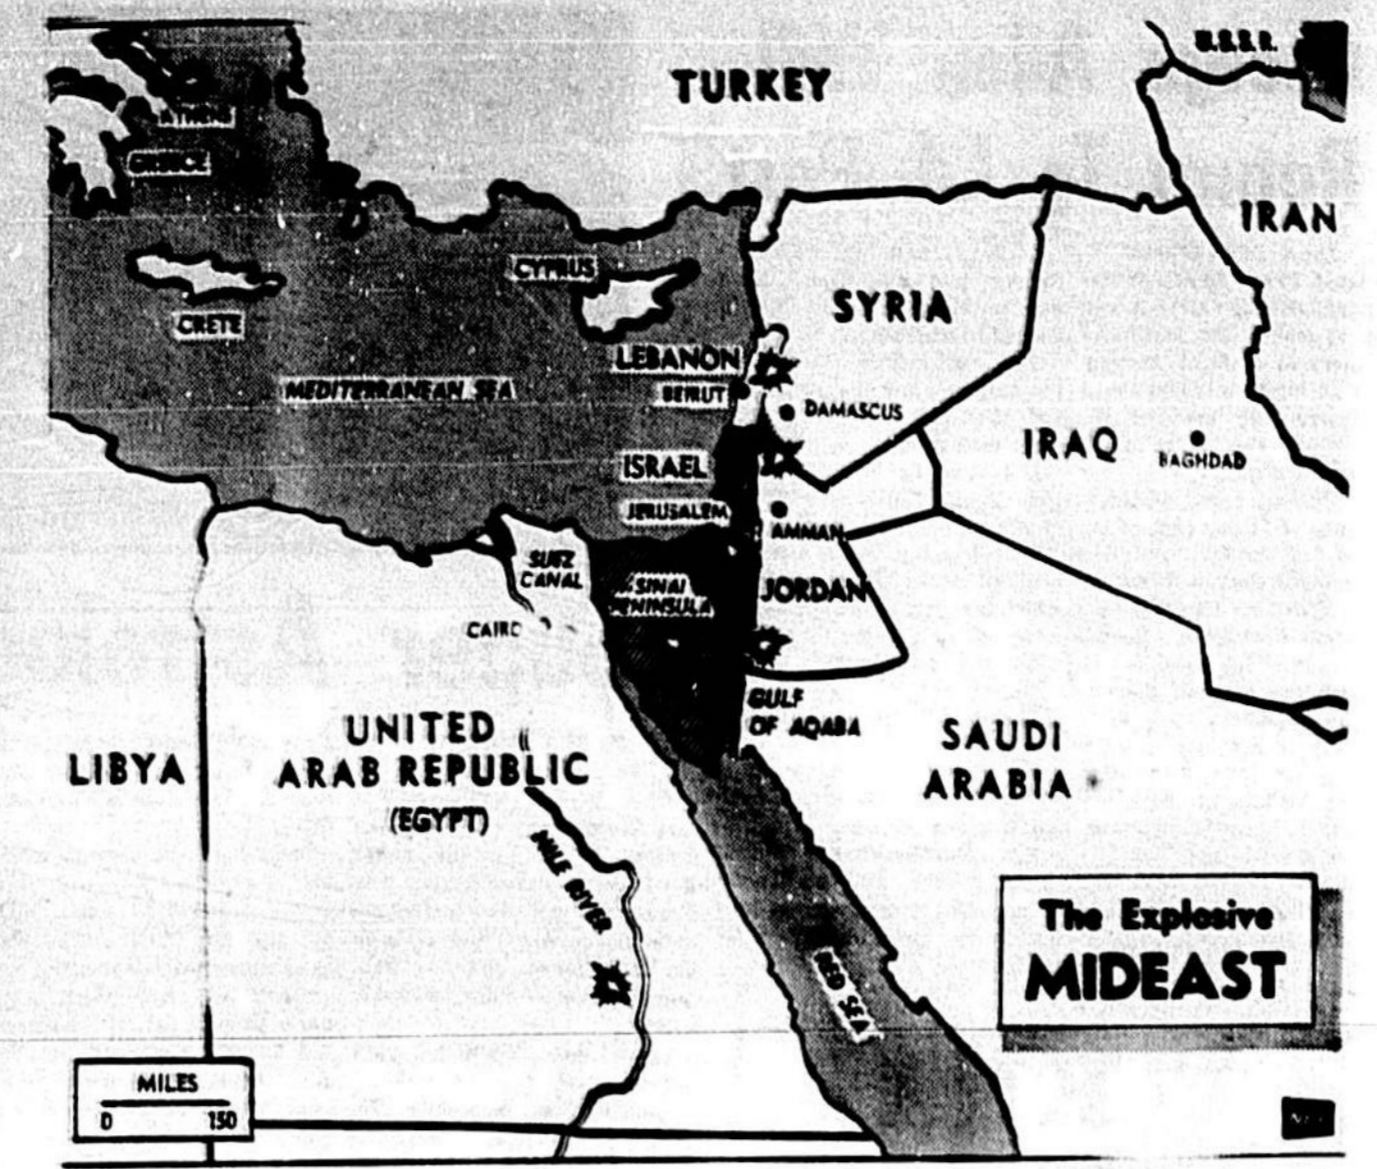 U.S.S.R.
TURKEY
ATHENS
GREECE
IRAN
CYPRUS
CRETE
SYRIA
LEBANON
MEDITERRANEAN SEA
BEIRUT
DAMASCUS
IRAQ
BAGHDAD
ISRAEL
JERUSALEM
AMMAN
SUEZ
CANAL
SINAI
PENINSULA
JORDAN
CAIRO
GULF
OF AQABA
UNITED
ARAB REPUBLIC
(EGYPT)
LIBYA
SAUDI
ARABIA
NILE RIVER
The Explosive
MIDEAST
RED SEA
MILES
0 150